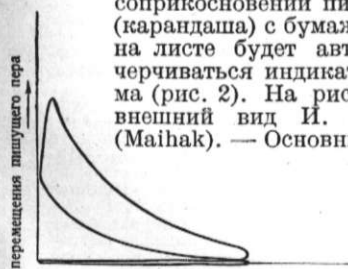 соприкосновении пи
(карандаша) с бумаж
на листе будет авт
черчиваться индикат
ма (рис. 2). На рис
внешний вид И.
(Maihak). — Основн
перемещения пишущего пера